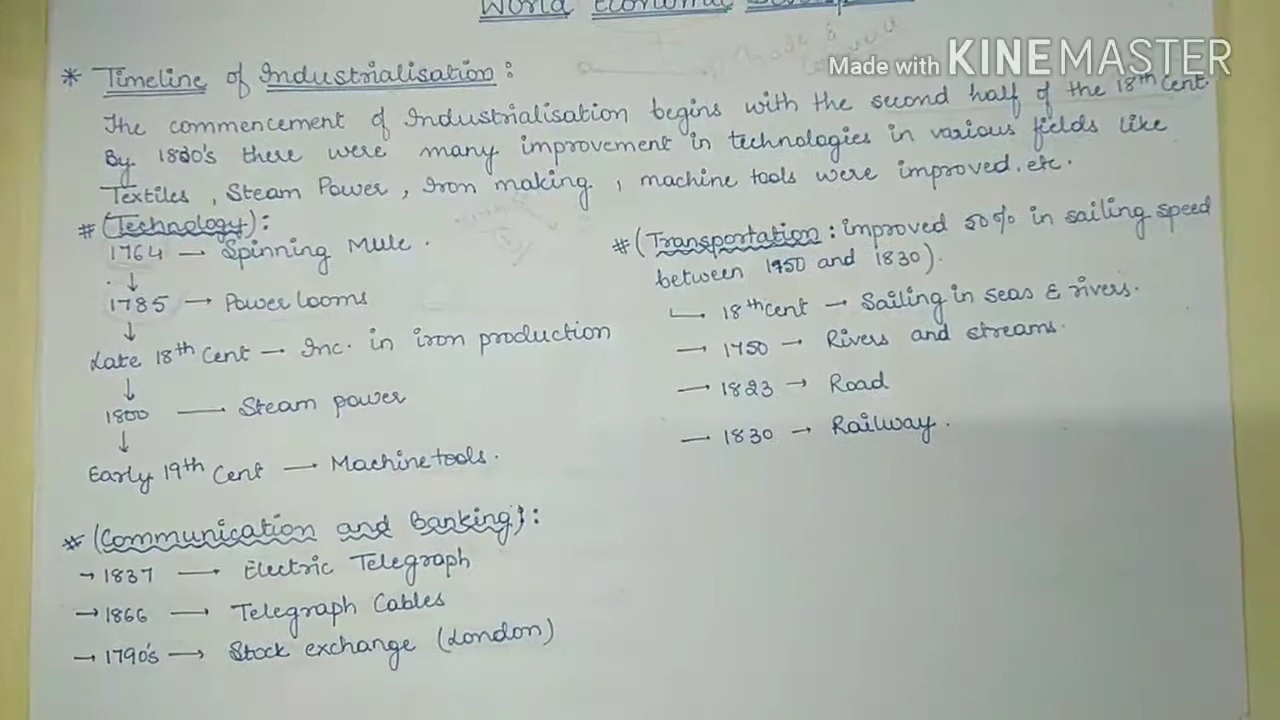 World Economic
Made with KINEMASTER
* Timeline of Industrialisation :
The commencement of Industrialisation begins with the second half of the 18th Cent.
By 1830's there were many improvement in technologies in various fields like
Textiles , Steam Power , Iron making , machine tools were improved. etc.
# (Technology) :
1764 → Spinning Mule .
↓
1785 → Power looms
↓
Late 18th Cent — Inc. in iron production
↓
1800 — Steam power
↓
Early 19th Cent — Machine tools.
# (Transportation : improved 50% in sailing speed
between 1750 and 1830).
↳ 18th cent → Sailing in seas & rivers.
— 1750 → Rivers and streams.
— 1823 → Road
— 1830 → Railway .
# (Communication and Banking) :
→ 1837 → Electric Telegraph
→ 1866 → Telegraph Cables
→ 1790's → Stock exchange (London)